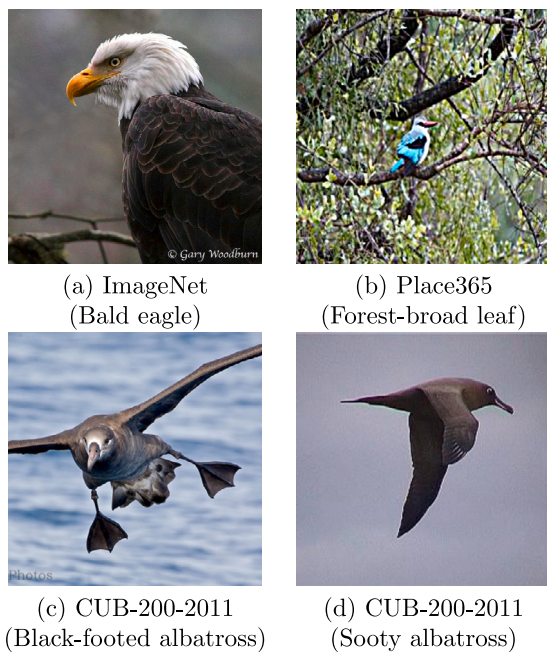 © Gary Woodburn
(a) ImageNet
(Bald eagle)
(b) Place365
(Forest-broad leaf)
Photos
(c) CUB-200-2011
(Black-footed albatross)
(d) CUB-200-2011
(Sooty albatross)